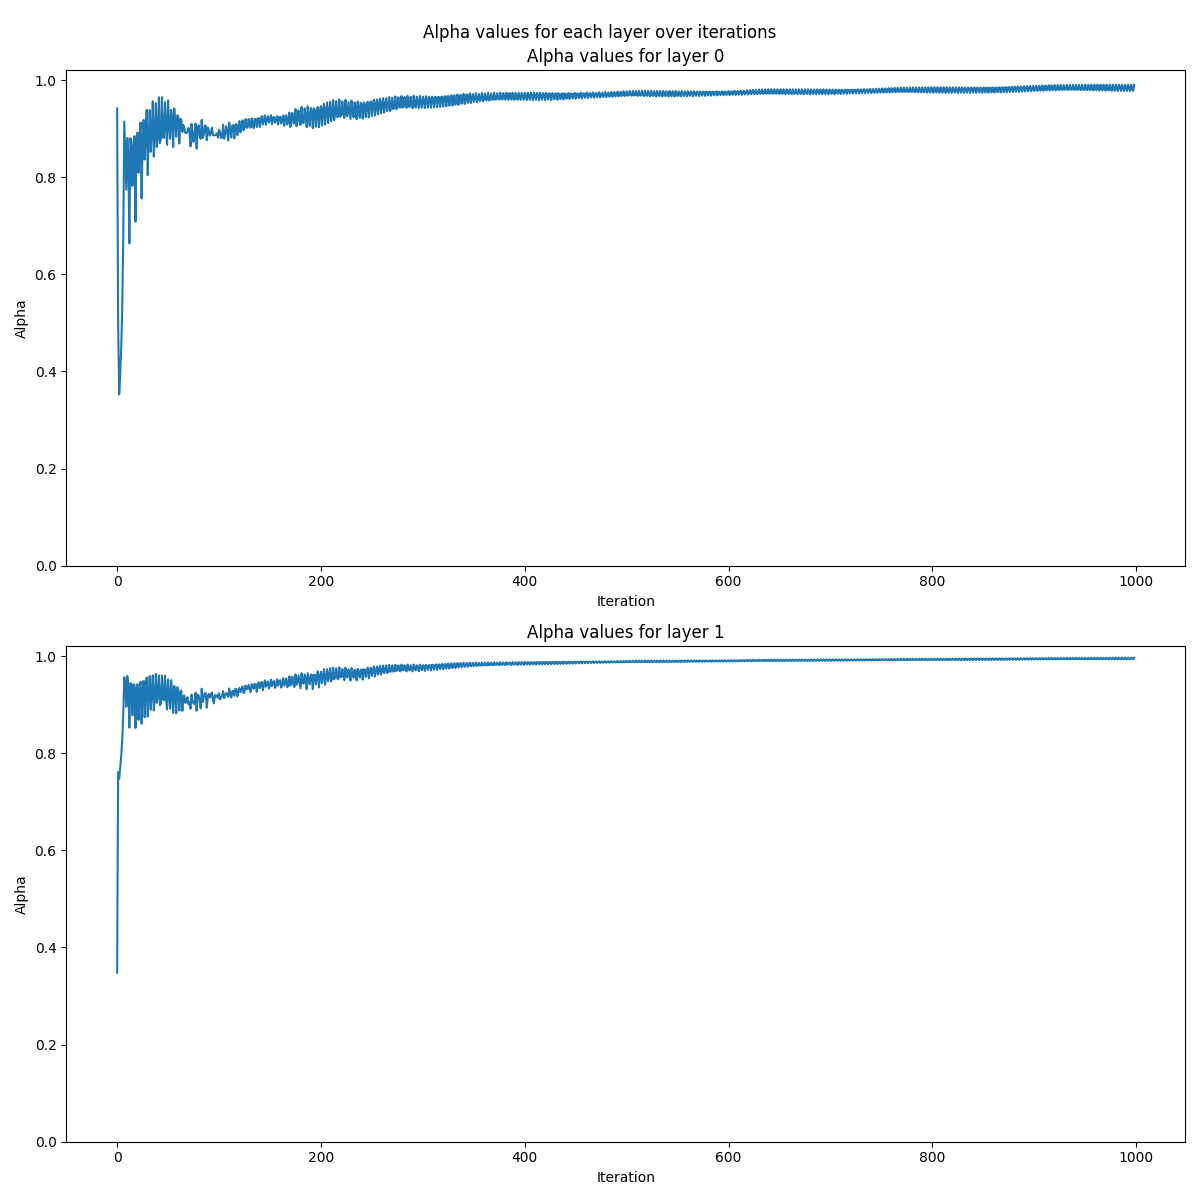 Alpha values for each layer over iterations
Alpha values for layer 0
1.0
0.8
0.6
0.4
0.2
0.0
Alpha
0 200 400 600 800 1000
Iteration
Alpha values for layer 1
1.0
0.8
0.6
0.4
0.2
0.0
Alpha
0 200 400 600 800 1000
Iteration